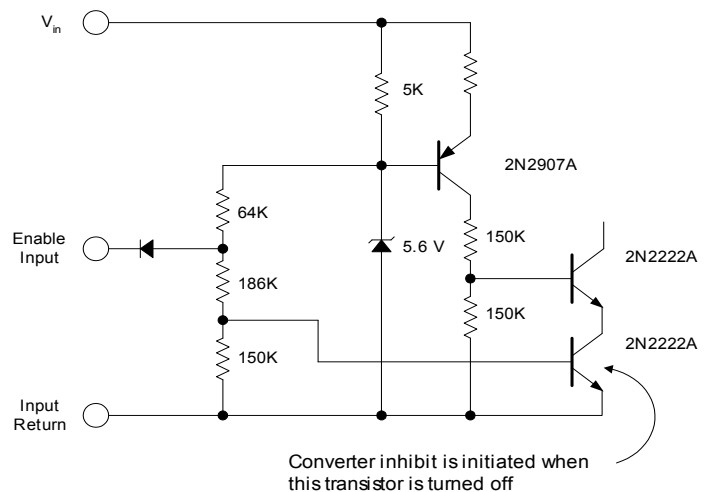 Vin
5K
2N2907A
64K
Enable
Input
5.6 V
150K
2N2222A
186K
150K
2N2222A
150K
Input
Return
Converter inhibit is initiated when
this transistor is turned off